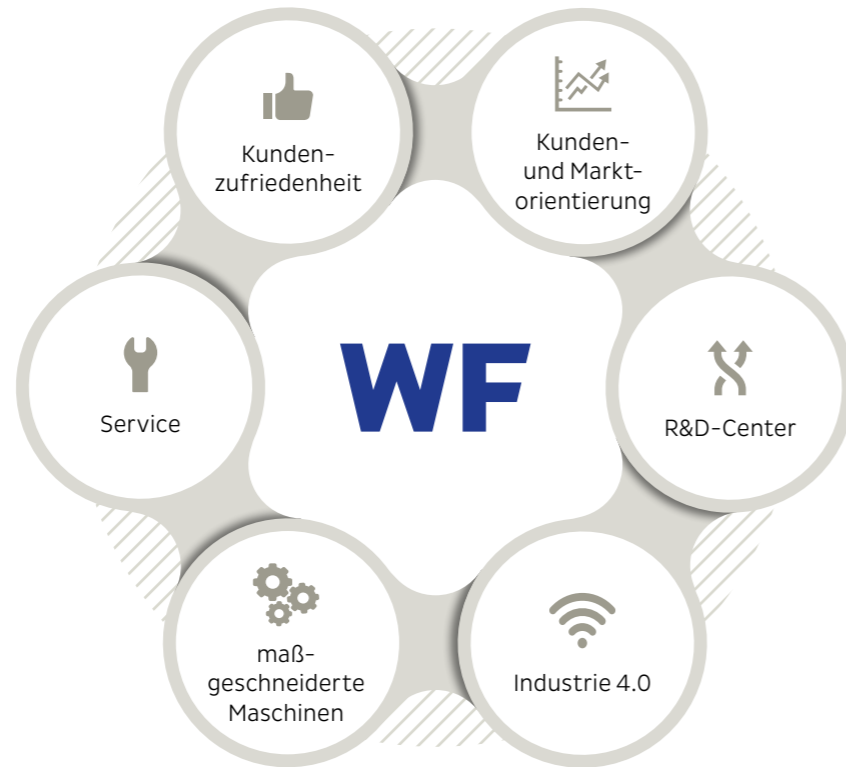 Kunden-
zufriedenheit
Kunden-
und Markt-
orientierung
Service
WF
R&D-Center
maß-
geschneiderte
Maschinen
Industrie 4.0